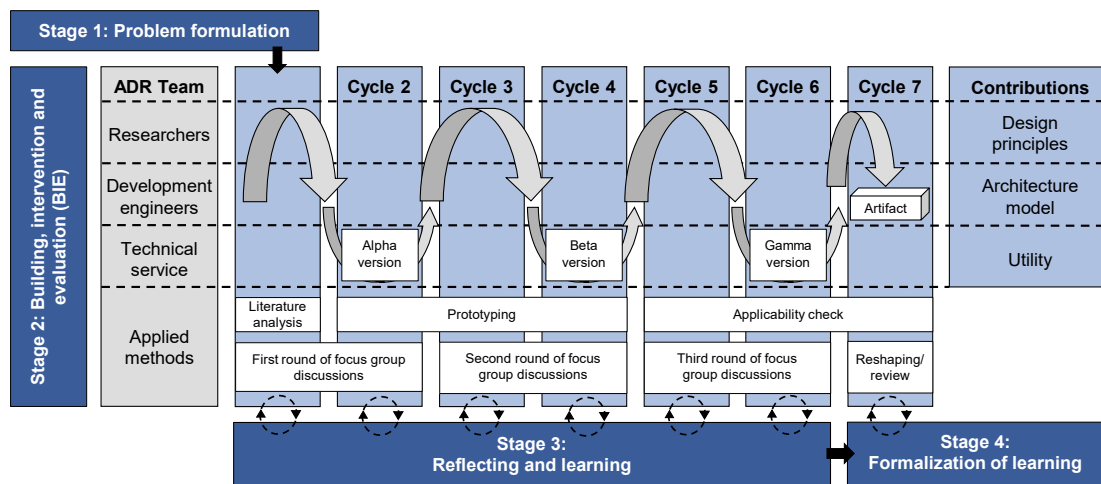 Stage 1: Problem formulation
Stage 2: Building, intervention and
evaluation (BIE)
ADR Team
Cycle 2
Cycle 3
Cycle 4
Cycle 5
Cycle 6
Cycle 7
Contributions
Researchers
Design
principles
Development
engineers
Artifact
Architecture
model
Technical
service
Alpha
version
Beta
version
Gamma
version
Utility
Applied
methods
Literature
analysis
Prototyping
Applicability check
First round of focus group
discussions
Second round of focus
group discussions
Third round of focus
group discussions
Reshaping/
review
Stage 3:
Reflecting and learning
Stage 4:
Formalization of learning